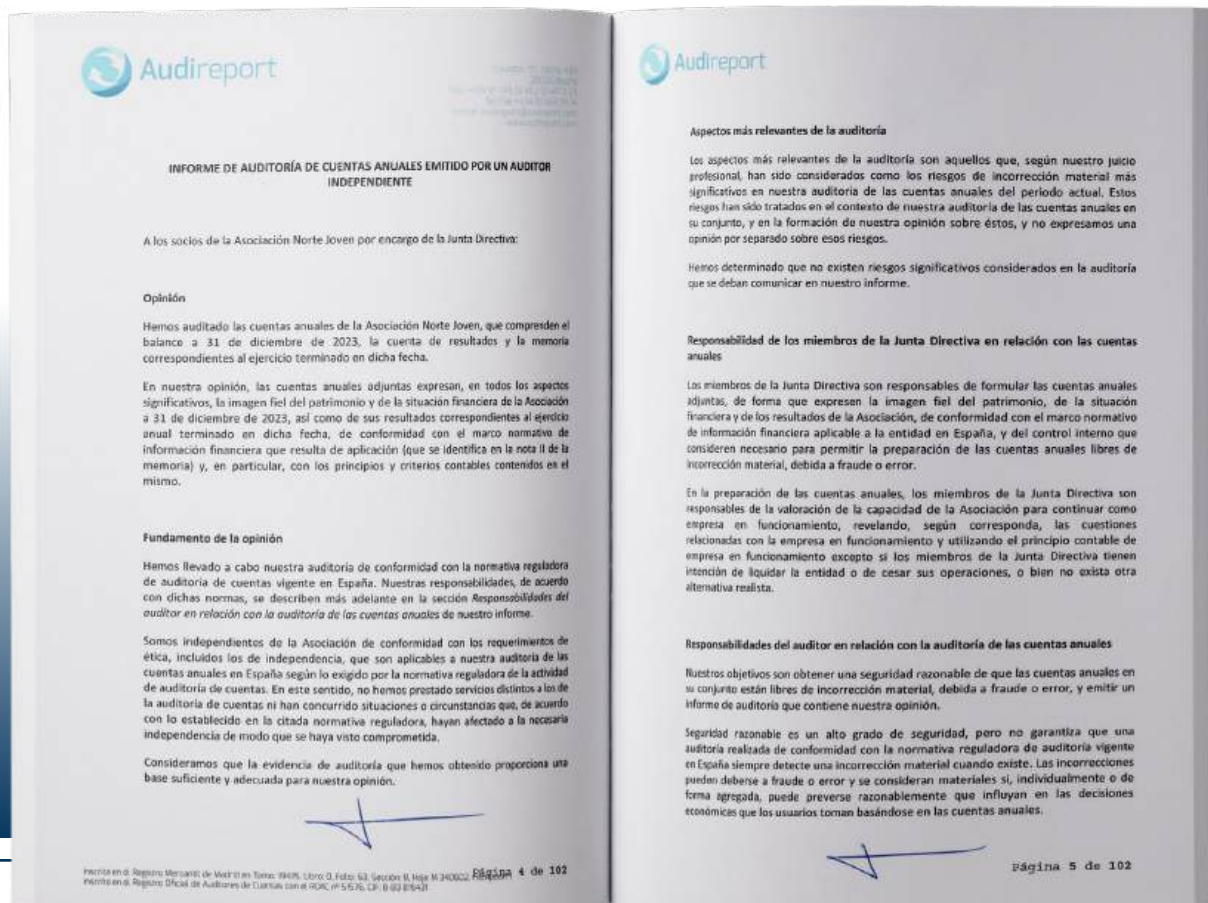 Audireport
INFORME DE AUDITORÍA DE CUENTAS ANUALES EMITIDO POR UN AUDITOR
INDEPENDIENTE
A los socios de la Asociación Norte Joven por encargo de la Junta Directiva:
Opinión
Hemos auditado las cuentas anuales de la Asociación Norte Joven, que comprenden el
balance a 31 de diciembre de 2023, la cuenta de resultados y la memoria
correspondientes al ejercicio terminado en dicha fecha.
En nuestra opinión, las cuentas anuales adjuntas expresan, en todos los aspectos
significativos, la imagen fiel del patrimonio y de la situación financiera de la Asociación
a 31 de diciembre de 2023, así como de sus resultados correspondientes al ejercicio
anual terminado en dicha fecha, de conformidad con el marco normativo de
información financiera que resulta de aplicación (que se identifica en la nota II de la
memoria) y, en particular, con los principios y criterios contables contenidos en el
mismo.
Fundamento de la opinión
Hemos llevado a cabo nuestra auditoría de conformidad con la normativa reguladora
de auditoría de cuentas vigente en España. Nuestras responsabilidades, de acuerdo
con dichas normas, se describen más adelante en la sección Responsabilidades del
auditor en relación con la auditoría de las cuentas anuales de nuestro informe.
Somos independientes de la Asociación de conformidad con los requerimientos de
ética, incluidos los de independencia, que son aplicables a nuestra auditoría de las
cuentas anuales en España según lo exigido por la normativa reguladora de la actividad
de auditoría de cuentas. En este sentido, no hemos prestado servicios distintos a los de
la auditoría de cuentas ni han concurrido situaciones o circunstancias que, de acuerdo
con lo establecido en la citada normativa reguladora, hayan afectado a la necesaria
independencia de modo que se haya visto comprometida.
Consideramos que la evidencia de auditoría que hemos obtenido proporciona una
base suficiente y adecuada para nuestra opinión.
Inscrita en el Registro Mercantil de Madrid en Tomo: Libro: 0, Folio: 63, Sección: 8, Hoja: Página 4 de 102
Inscrita en el Registro Oficial de Auditores de Cuentas con el ROAC nº
Audireport
Aspectos más relevantes de la auditoría
Los aspectos más relevantes de la auditoría son aquellos que, según nuestro juicio
profesional, han sido considerados como los riesgos de incorrección material más
significativos en nuestra auditoría de las cuentas anuales del periodo actual. Estos
riesgos han sido tratados en el contexto de nuestra auditoría de las cuentas anuales en
su conjunto, y en la formación de nuestra opinión sobre éstos, y no expresamos una
opinión por separado sobre esos riesgos.
Hemos determinado que no existen riesgos significativos considerados en la auditoría
que se deban comunicar en nuestro informe.
Responsabilidad de los miembros de la Junta Directiva en relación con las cuentas
anuales
Los miembros de la Junta Directiva son responsables de formular las cuentas anuales
adjuntas, de forma que expresen la imagen fiel del patrimonio, de la situación
financiera y de los resultados de la Asociación, de conformidad con el marco normativo
de información financiera aplicable a la entidad en España, y del control interno que
consideren necesario para permitir la preparación de las cuentas anuales libres de
incorrección material, debida a fraude o error.
En la preparación de las cuentas anuales, los miembros de la Junta Directiva son
responsables de la valoración de la capacidad de la Asociación para continuar como
empresa en funcionamiento, revelando, según corresponda, las cuestiones
relacionadas con la empresa en funcionamiento y utilizando el principio contable de
empresa en funcionamiento excepto si los miembros de la Junta Directiva tienen
intención de liquidar la entidad o de cesar sus operaciones, o bien no exista otra
alternativa realista.
Responsabilidades del auditor en relación con la auditoría de las cuentas anuales
Nuestros objetivos son obtener una seguridad razonable de que las cuentas anuales en
su conjunto están libres de incorrección material, debida a fraude o error, y emitir un
informe de auditoría que contiene nuestra opinión.
Seguridad razonable es un alto grado de seguridad, pero no garantiza que una
auditoría realizada de conformidad con la normativa reguladora de auditoría vigente
en España siempre detecte una incorrección material cuando existe. Las incorrecciones
pueden deberse a fraude o error y se consideran materiales si, individualmente o de
forma agregada, puede preverse razonablemente que influyan en las decisiones
económicas que los usuarios toman basándose en las cuentas anuales.
Página 5 de 102